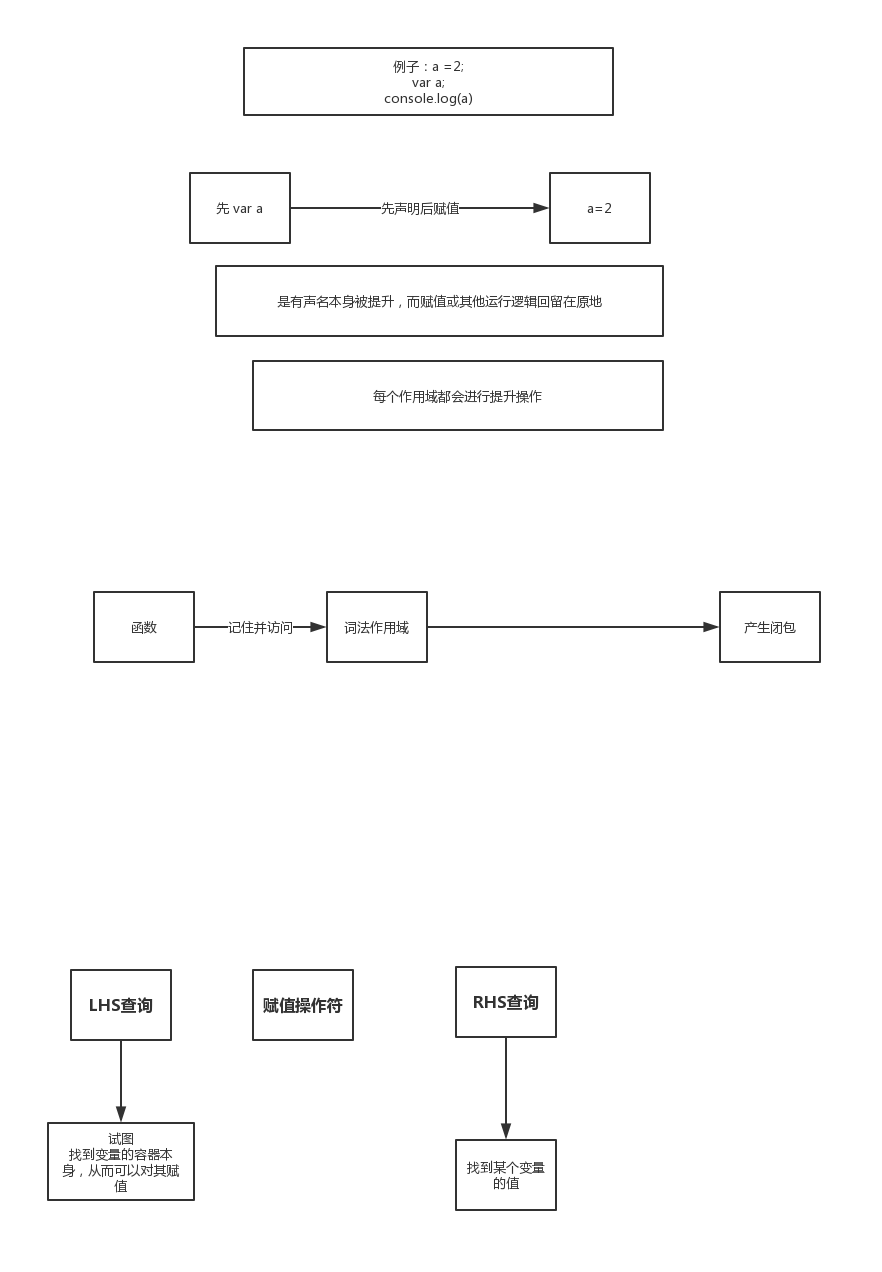 例子：a =2;
var a;
console.log(a)
先 var a
先声明后赋值
a=2
是有声名本身被提升，而赋值或其他运行逻辑回留在原地
每个作用域都会进行提升操作
函数
记住并访问
词法作用域
产生闭包
LHS查询
赋值操作符
RHS查询
试图
找到变量的容器本
身，从而可以对其赋
值
找到某个变量
的值